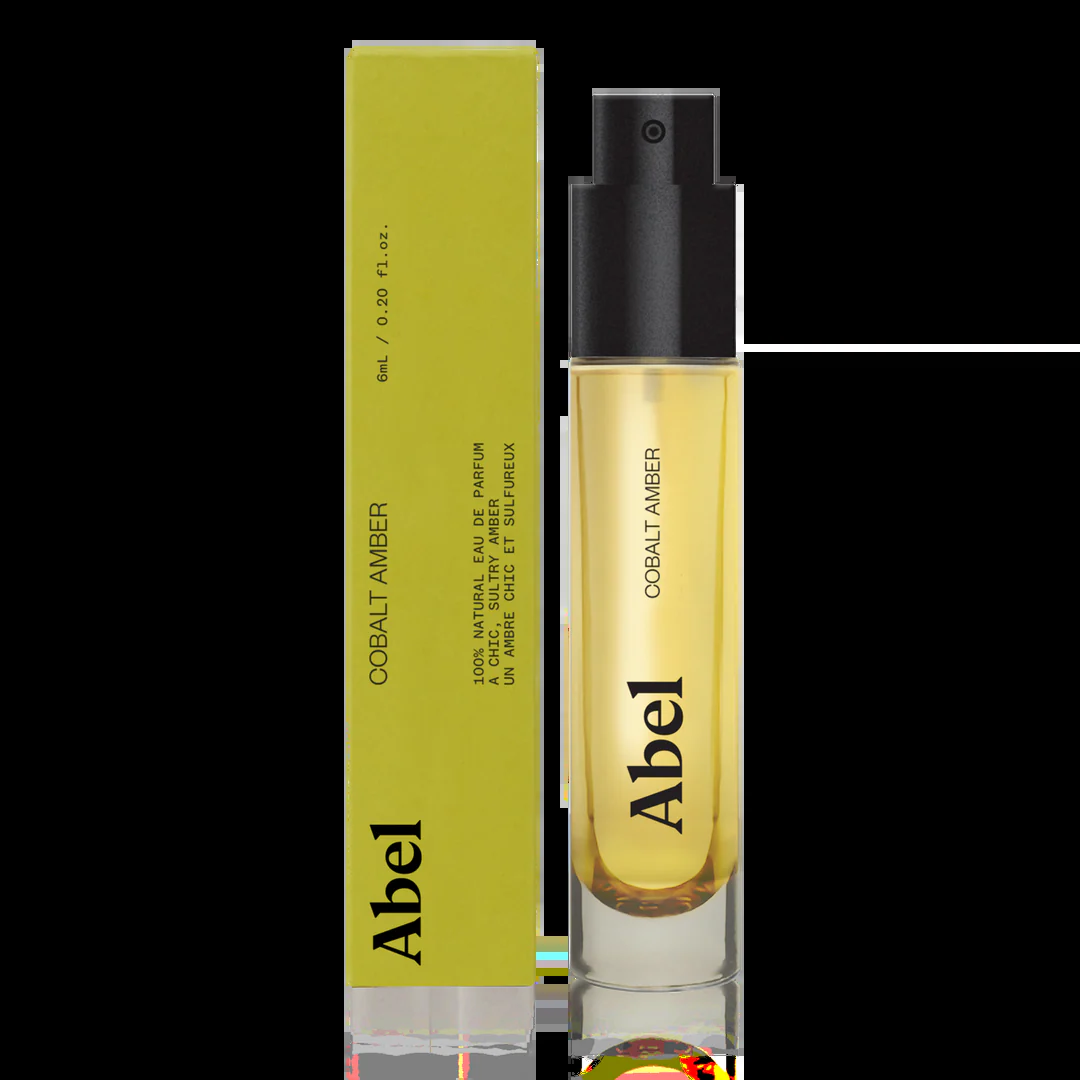 Abel
COBALT AMBER
6mL / 0.20 fl.oz.
100% NATURAL EAU DE PARFUM
A CHIC, SULTRY AMBER
UN AMBRE CHIC ET SULFUREUX
Abel
COBALT AMBER